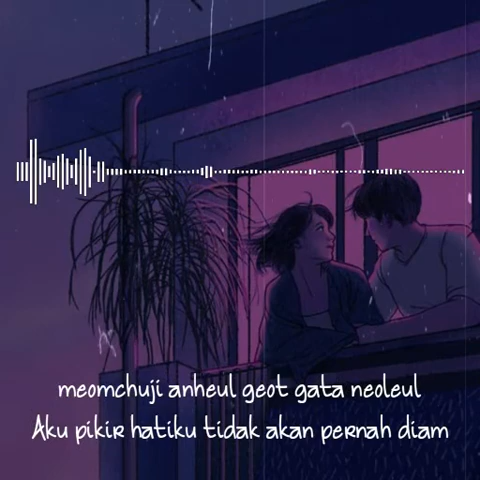 meomchuji anheul geot gata neoleul
Aku pikir hatiku tidak akan pernah diam